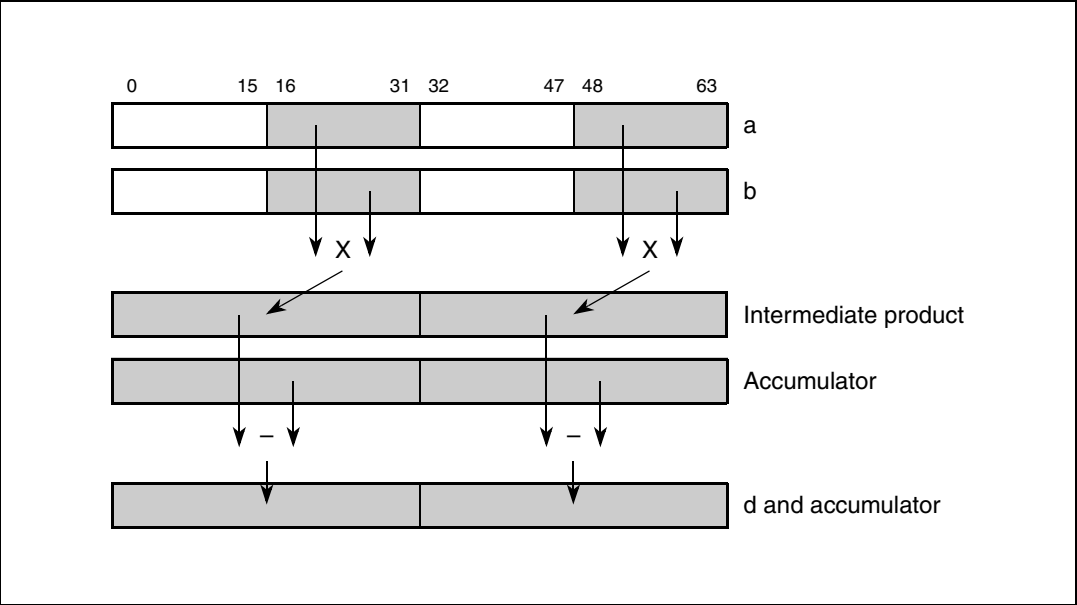 0 15 16 31 32 47 48 63
a
b
X X
Intermediate product
Accumulator
– –
d and accumulator